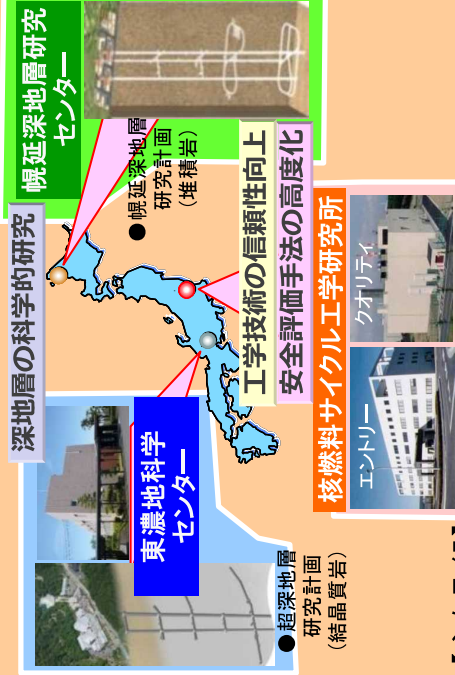 深地層の科学的研究
幌延深地層研究
センター
●幌延深地層
研究計画
（堆積岩）
東濃地科学
センター
●超深地層
研究計画
（結晶質岩）
工学技術の信頼性向上
安全評価手法の高度化
核燃料サイクル工学研究所
エントリー
クオリティ